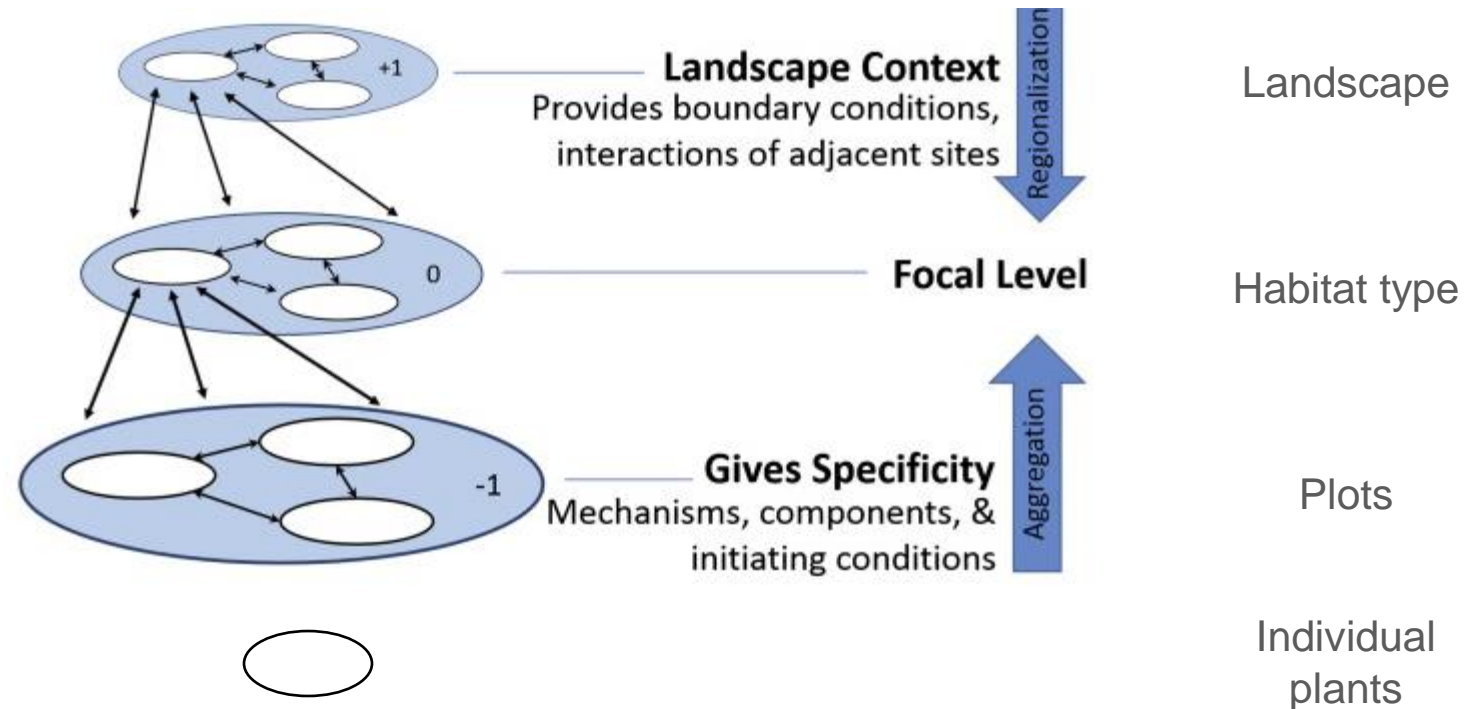 +1
Landscape Context
Provides boundary conditions,
interactions of adjacent sites
Regionalization
Landscape
0
Focal Level
Habitat type
-1
Gives Specificity
Mechanisms, components, &
initiating conditions
Aggregation
Plots
Individual
plants